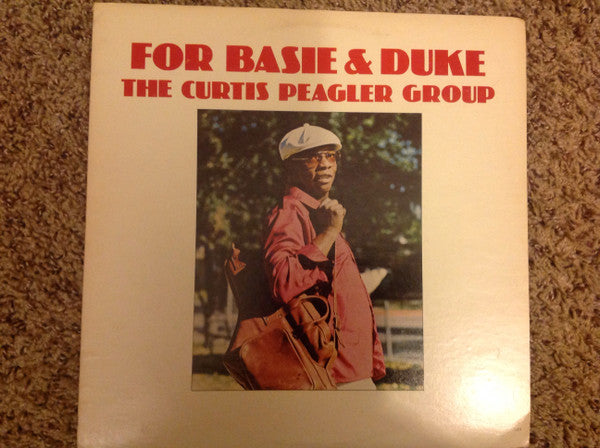 FOR BASIE & DUKE
THE CURTIS PEAGLER GROUP